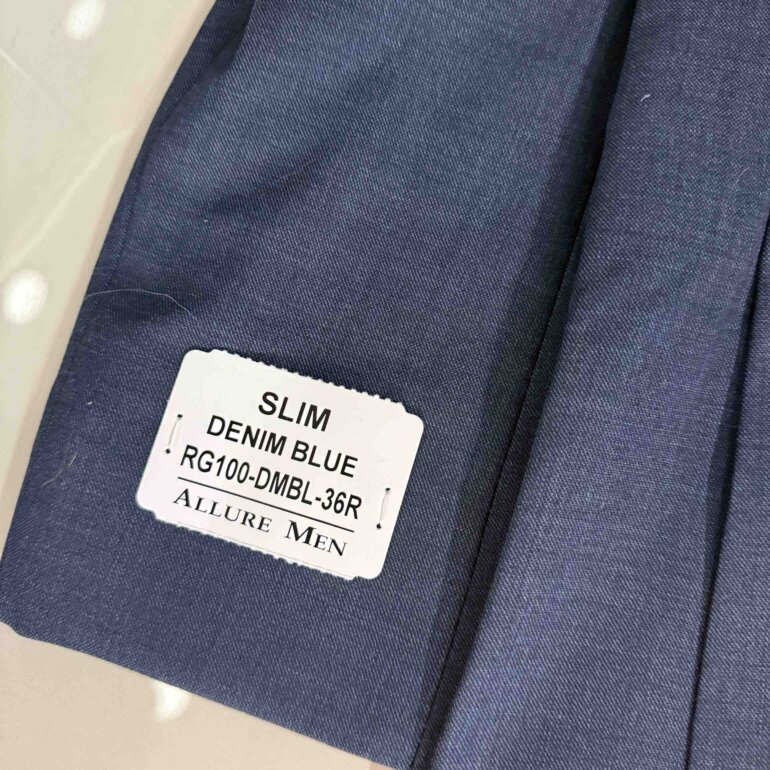 SLIM
DENIM BLUE
RG100-DMBL-36R
ALLURE MEN